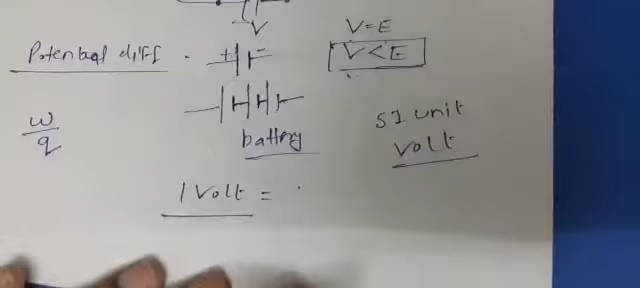 V
V = E
Potential diff
+ -
V < E
w/q
battery
SI unit
Volt
1 Volt =